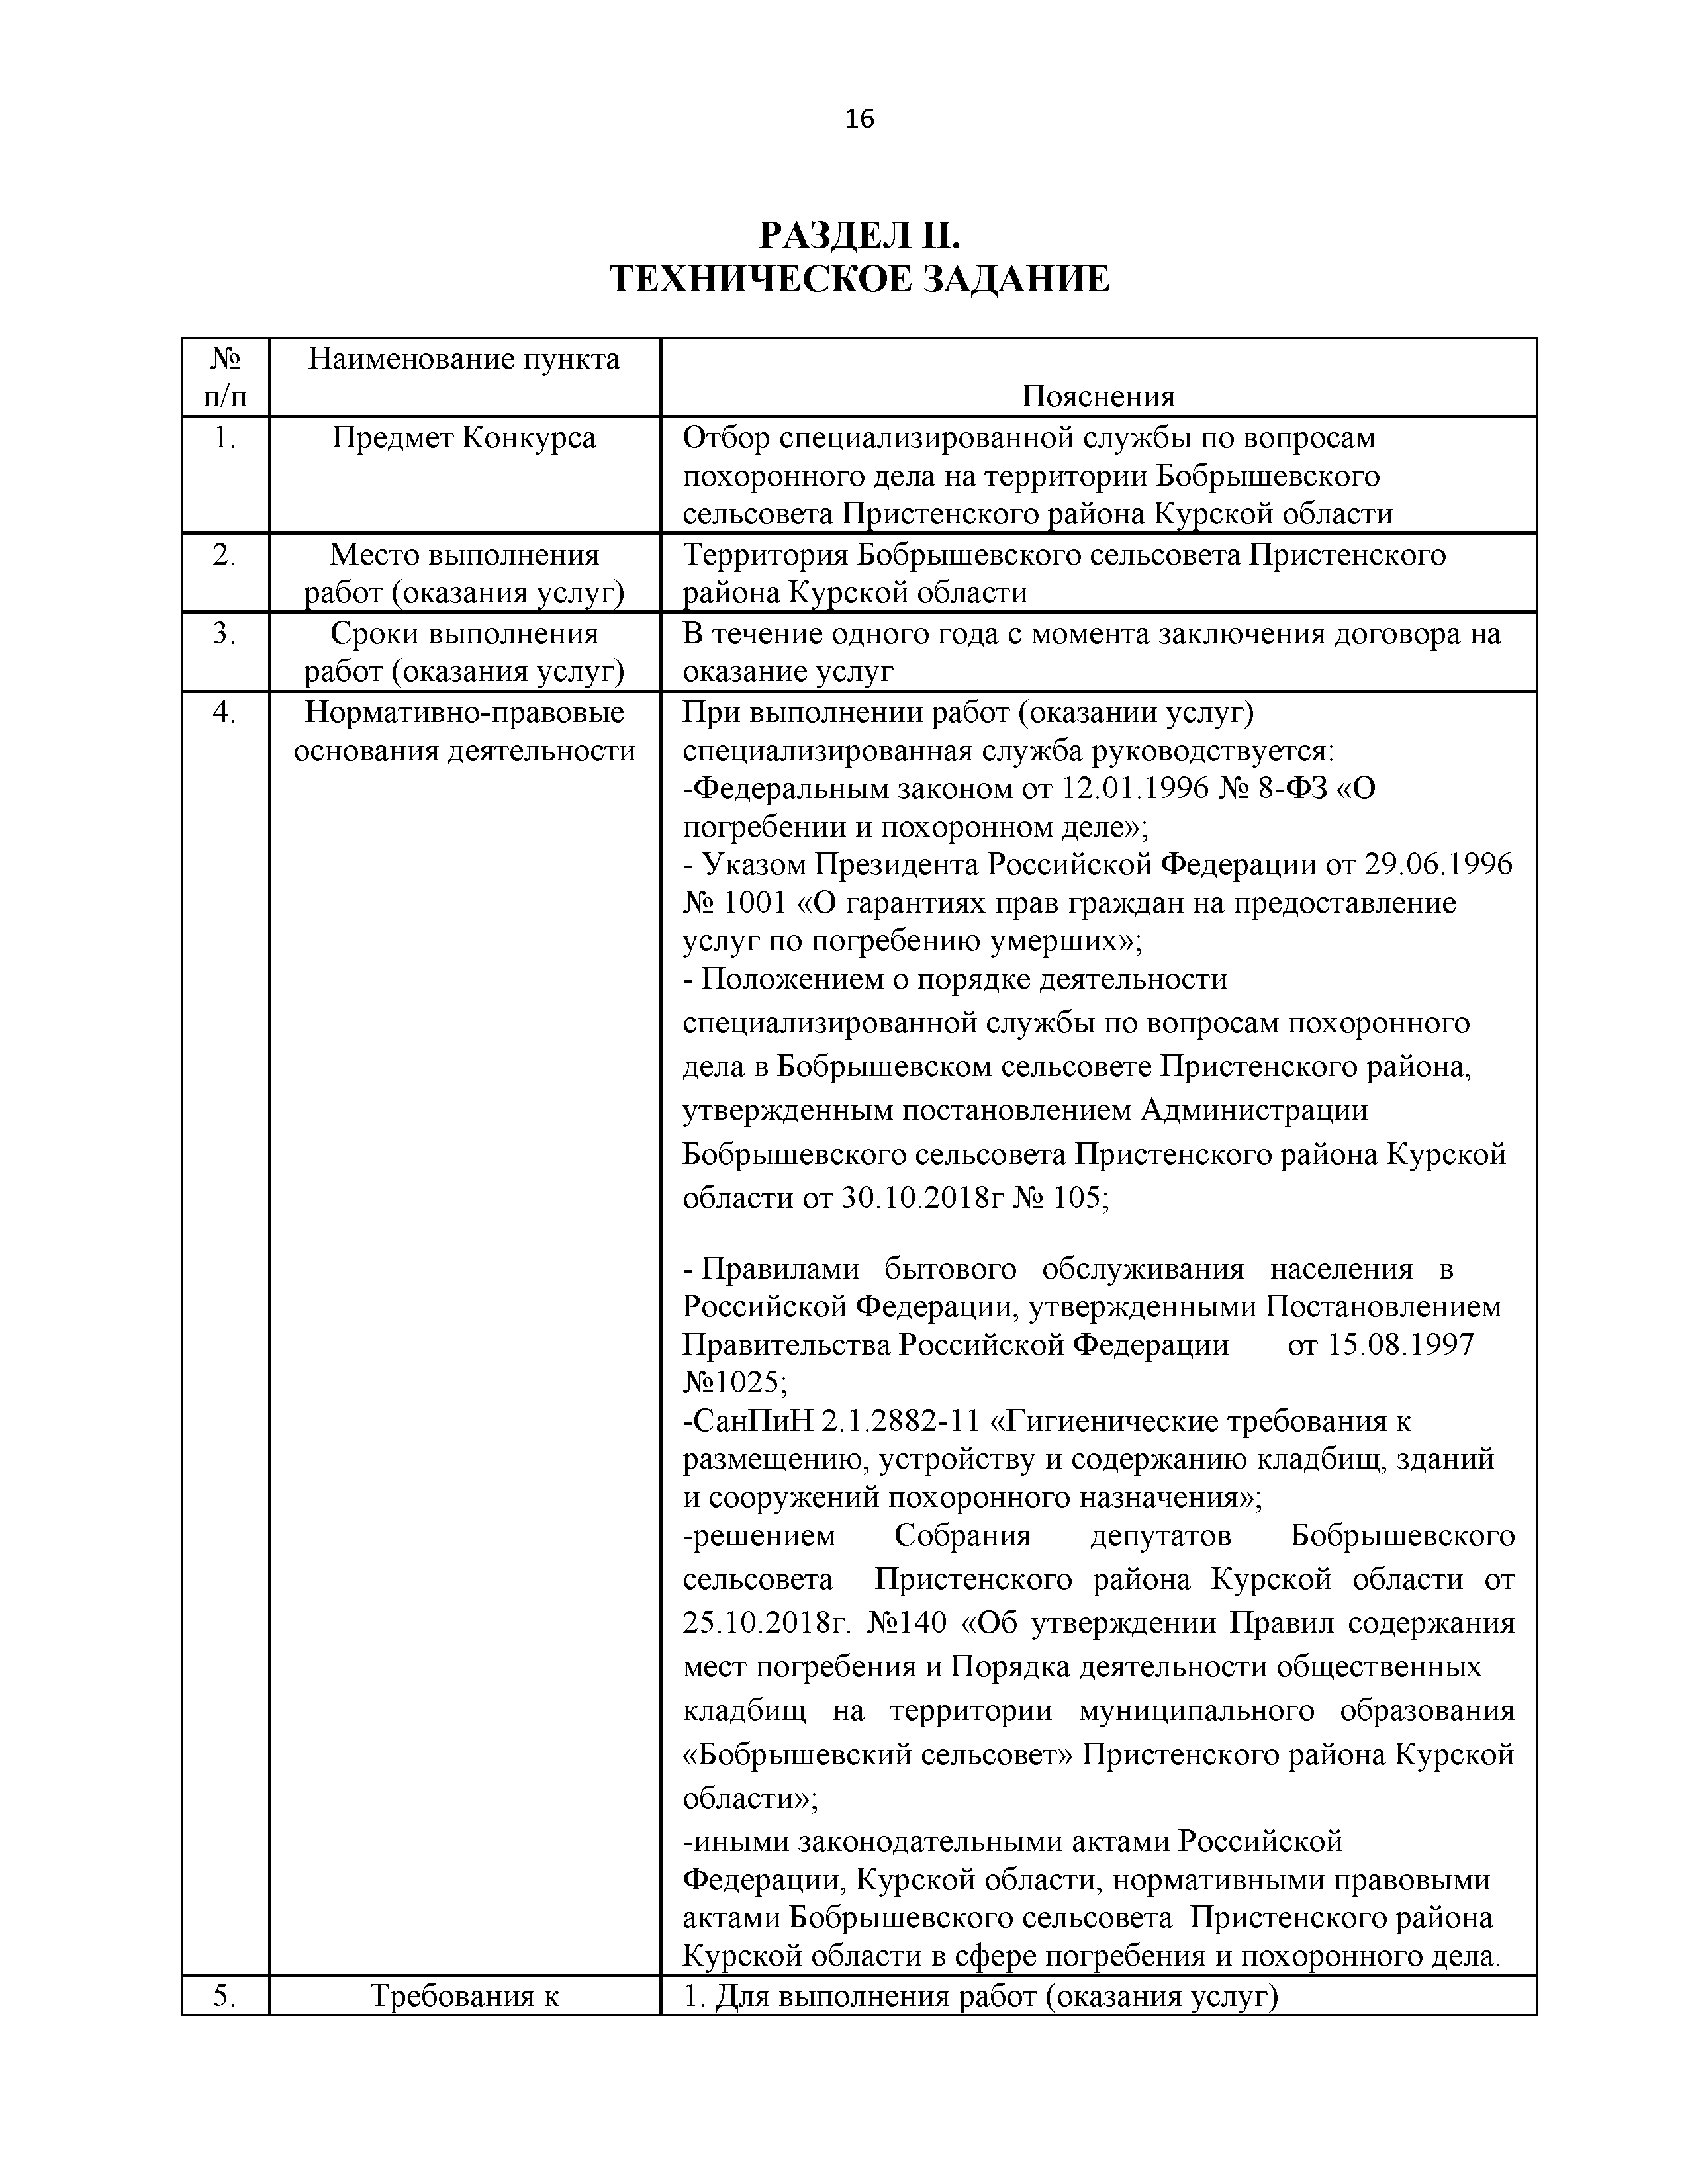 16
РАЗДЕЛ II.
ТЕХНИЧЕСКОЕ ЗАДАНИЕ
№
п/п
Наименование пункта
Пояснения
1.
Предмет Конкурса
Отбор специализированной службы по вопросам
похоронного дела на территории Бобрышевского
сельсовета Пристенского района Курской области
2.
Место выполнения
работ (оказания услуг)
Территория Бобрышевского сельсовета Пристенского
района Курской области
3.
Сроки выполнения
работ (оказания услуг)
В течение одного года с момента заключения договора на
оказание услуг
4.
Нормативно-правовые
основания деятельности
При выполнении работ (оказании услуг)
специализированная служба руководствуется:
-Федеральным законом от 12.01.1996 № 8-ФЗ «О
погребении и похоронном деле»;
- Указом Президента Российской Федерации от 29.06.1996
№ 1001 «О гарантиях прав граждан на предоставление
услуг по погребению умерших»;
- Положением о порядке деятельности
специализированной службы по вопросам похоронного
дела в Бобрышевском сельсовете Пристенского района,
утвержденным постановлением Администрации
Бобрышевского сельсовета Пристенского района Курской
области от 30.10.2018г № 105;
- Правилами бытового обслуживания населения в
Российской Федерации, утвержденными Постановлением
Правительства Российской Федерации от 15.08.1997
№1025;
-СанПиН 2.1.2882-11 «Гигиенические требования к
размещению, устройству и содержанию кладбищ, зданий
и сооружений похоронного назначения»;
-решением Собрания депутатов Бобрышевского
сельсовета Пристенского района Курской области от
25.10.2018г. №140 «Об утверждении Правил содержания
мест погребения и Порядка деятельности общественных
кладбищ на территории муниципального образования
«Бобрышевский сельсовет» Пристенского района Курской
области»;
-иными законодательными актами Российской
Федерации, Курской области, нормативными правовыми
актами Бобрышевского сельсовета Пристенского района
Курской области в сфере погребения и похоронного дела.
5.
Требования к
1. Для выполнения работ (оказания услуг)